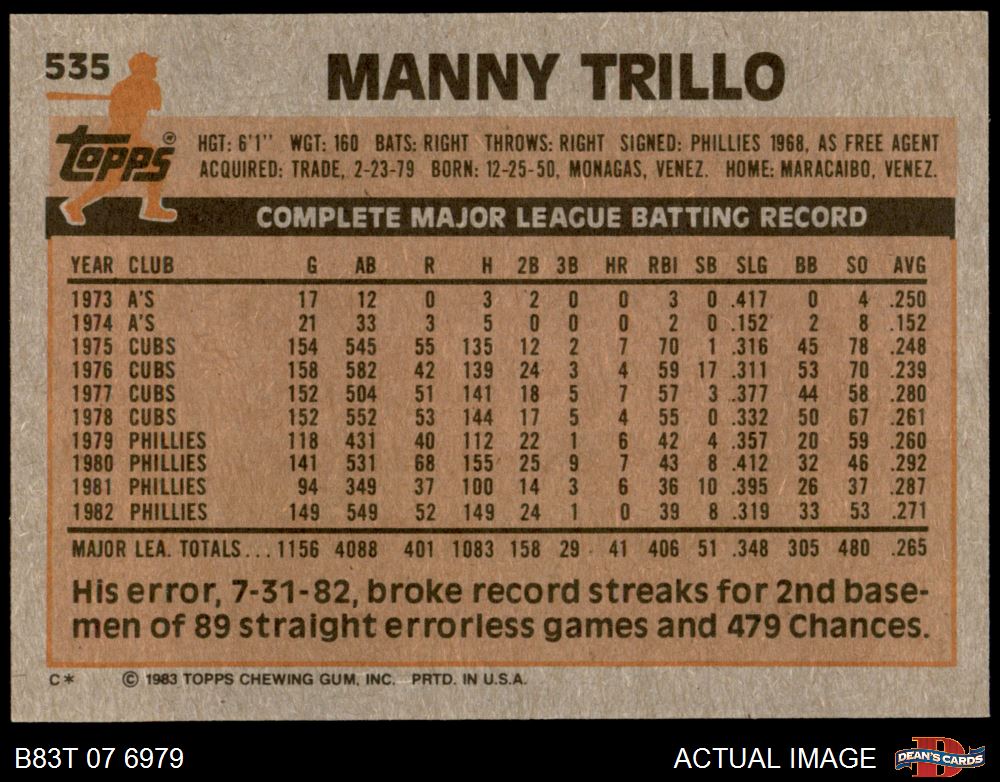 535
MANNY TRILLO
Topps®
HGT: 6'1" WGT: 160 BATS: RIGHT THROWS: RIGHT SIGNED: PHILLIES 1968, AS FREE AGENT
ACQUIRED: TRADE, 2-23-79 BORN: 12-25-50, MONAGAS, VENEZ. HOME: MARACAIBO, VENEZ.
COMPLETE MAJOR LEAGUE BATTING RECORD
YEAR CLUB G AB R H 2B 3B HR RBI SB SLG BB SO AVG
1973 A'S 17 12 0 3 2 0 0 3 0 .417 0 4 .250
1974 A'S 21 33 3 5 0 0 0 2 0 .152 2 8 .152
1975 CUBS 154 545 55 135 12 2 7 70 1 .316 45 78 .248
1976 CUBS 158 582 42 139 24 3 4 59 17 .311 53 70 .239
1977 CUBS 152 504 51 141 18 5 7 57 3 .377 44 58 .280
1978 CUBS 152 552 53 144 17 5 4 55 0 .332 50 67 .261
1979 PHILLIES 118 431 40 112 22 1 6 42 4 .357 20 59 .260
1980 PHILLIES 141 531 68 155 25 9 7 43 8 .412 32 46 .292
1981 PHILLIES 94 349 37 100 14 3 6 36 10 .395 26 37 .287
1982 PHILLIES 149 549 52 149 24 1 0 39 8 .319 33 53 .271
MAJOR LEA. TOTALS...1156 4088 401 1083 158 29 41 406 51 .348 305 480 .265
His error, 7-31-82, broke record streaks for 2nd base-
men of 89 straight errorless games and 479 Chances.
C* © 1983 TOPPS CHEWING GUM, INC. PRTD. IN U.S.A.
B83T 07 6979
ACTUAL IMAGE
D
DEAN'S CARDS